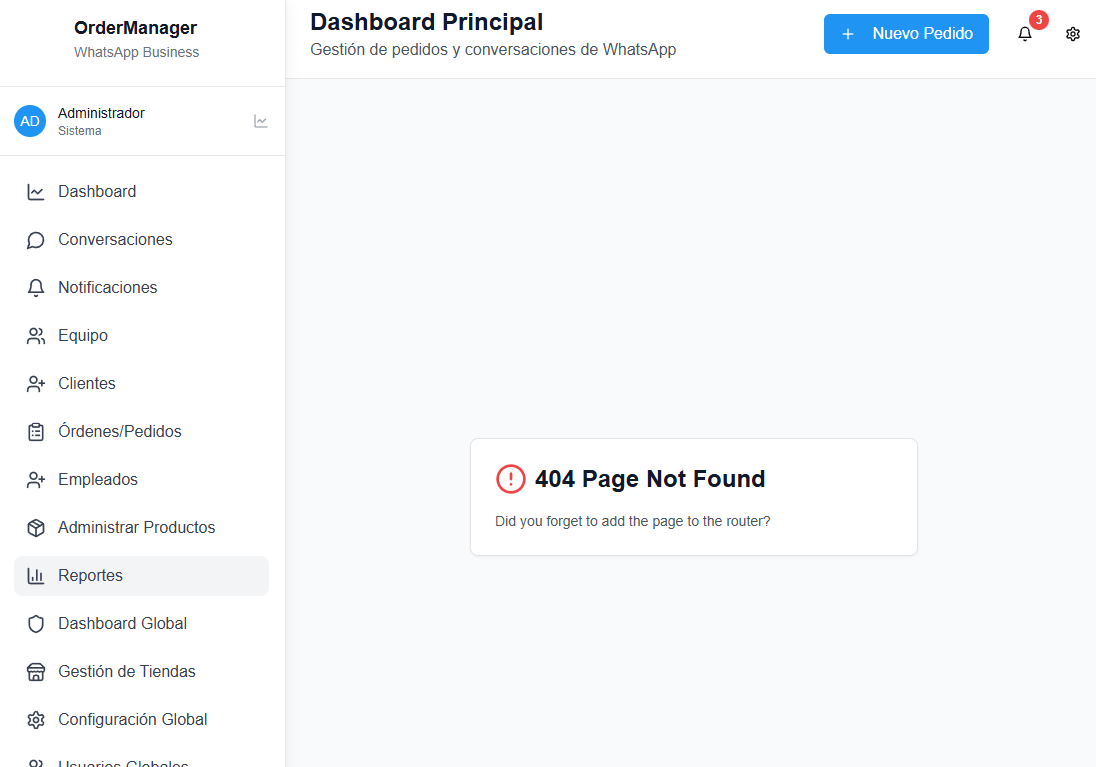 OrderManager
WhatsApp Business
AD
Administrador
Sistema
Dashboard
Conversaciones
Notificaciones
Equipo
Clientes
Órdenes/Pedidos
Empleados
Administrar Productos
Reportes
Dashboard Global
Gestión de Tiendas
Configuración Global
Usuarios Globales
Dashboard Principal
Gestión de pedidos y conversaciones de WhatsApp
+ Nuevo Pedido
3
404 Page Not Found
Did you forget to add the page to the router?